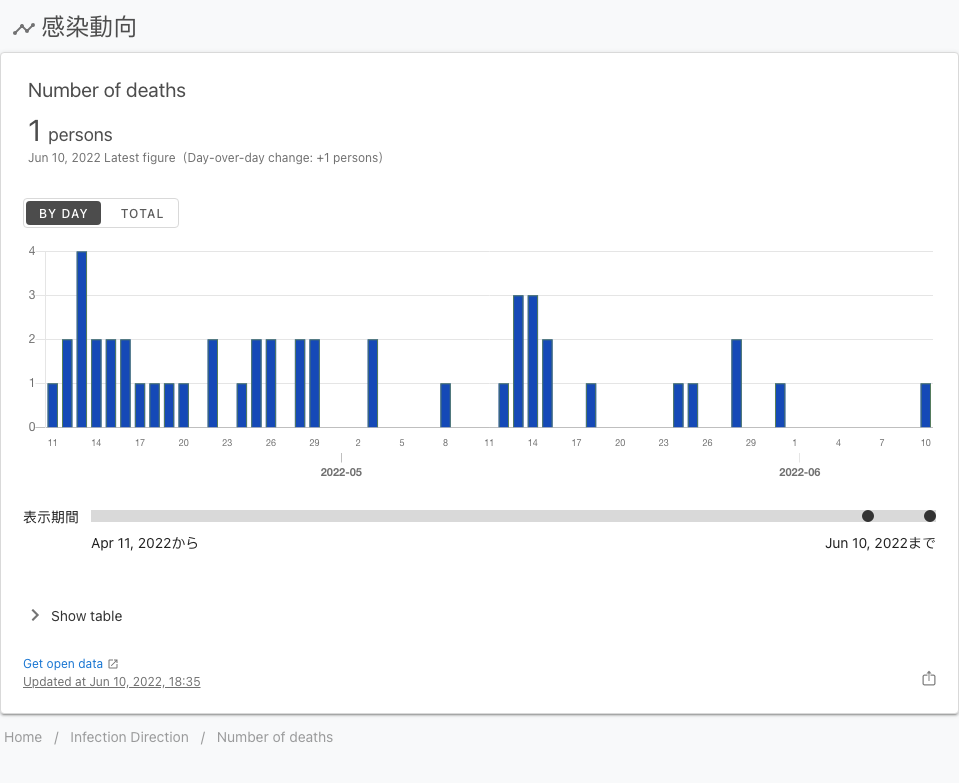 感染動向
Number of deaths
1 persons
Jun 10, 2022 Latest figure (Day-over-day change: +1 persons)
BY DAY TOTAL
4
3
2
1
0
11 14 17 20 23 26 29 2 5 8 11 14 17 20 23 26 29 1 4 7 10
2022-05 2022-06
表示期間
Apr 11, 2022から Jun 10, 2022まで
Show table
Get open data
Updated at Jun 10, 2022, 18:35
Home / Infection Direction / Number of deaths